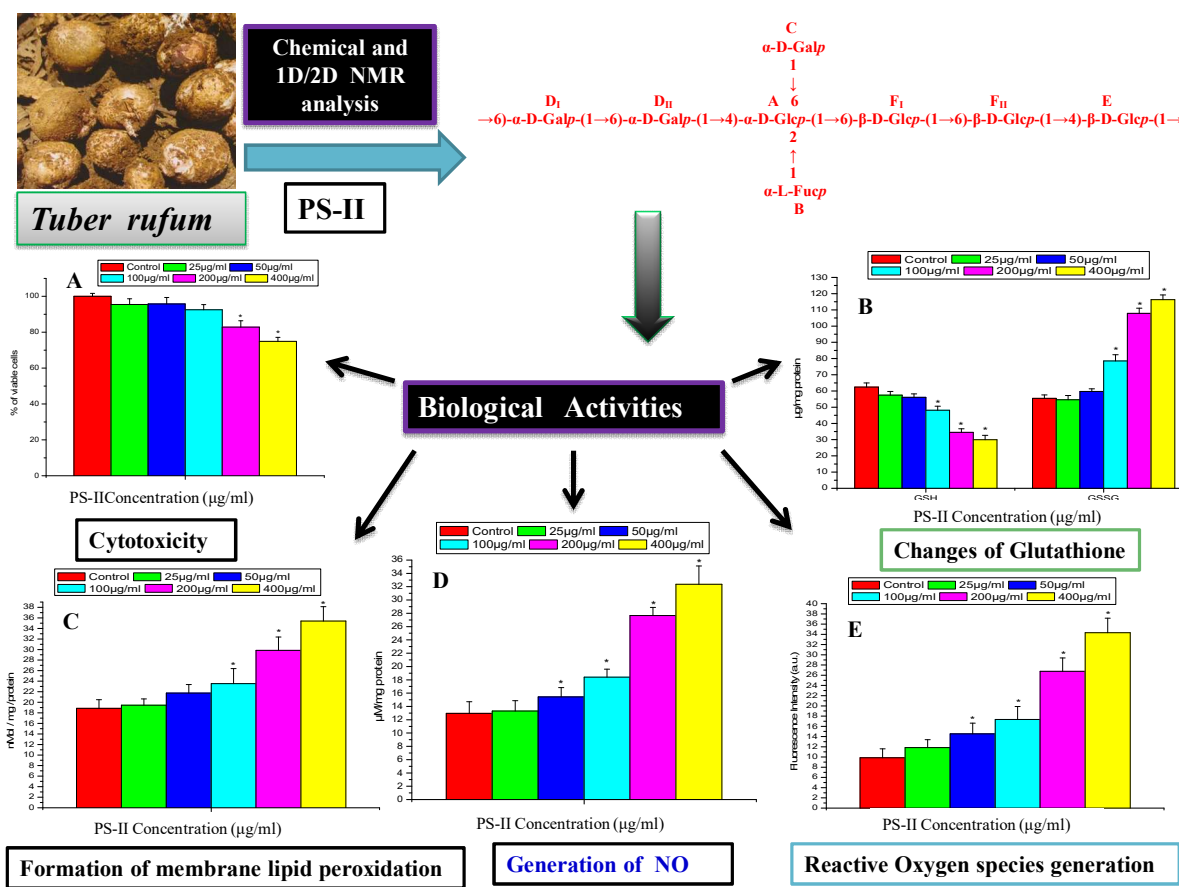 Chemical and
1D/2D NMR
analysis
PS-II
Tuber rufum
C
α-D-Galp
1
↓
D_I D_II A 6 F_I F_II E
→6)-α-D-Galp-(1→6)-α-D-Galp-(1→4)-α-D-Glcp-(1→6)-β-D-Glcp-(1→6)-β-D-Glcp-(1→4)-β-D-Glcp-(1→
2
↑
1
α-L-Fucp
B
Biological Activities
A
Control 25µg/ml 50µg/ml
100µg/ml 200µg/ml 400µg/ml
% of viable cells
100
80
60
40
20
0
* *
PS-IIConcentration (µg/ml)
Cytotoxicity
B
Control 25µg/ml 50µg/ml
100µg/ml 200µg/ml 400µg/ml
µg/mg protein
130
120
110
100
90
80
70
60
50
40
30
20
10
0
* * * * * *
GSH GSSG
PS-II Concentration (µg/ml)
Changes of Glutathione
C
Control 25µg/ml 50µg/ml
100µg/ml 200µg/ml 400µg/ml
nMol / mg /protein
38
36
34
32
30
28
26
24
22
20
18
16
14
12
10
8
6
4
2
0
* * *
PS-II Concentration (µg/ml)
Formation of membrane lipid peroxidation
D
Control 25µg/ml 50µg/ml
100µg/ml 200µg/ml 400µg/ml
µM/mg protein
36
34
32
30
28
26
24
22
20
18
16
14
12
10
8
6
4
2
0
* * * *
PS-II Concentration (µg/ml)
Generation of NO
E
Control 25µg/ml 50µg/ml
100µg/ml 200µg/ml 400µg/ml
Fluorescence Intensity (a.u.)
40
38
36
34
32
30
28
26
24
22
20
18
16
14
12
10
8
6
4
2
0
* * * *
PS-II Concentration (µg/ml)
Reactive Oxygen species generation